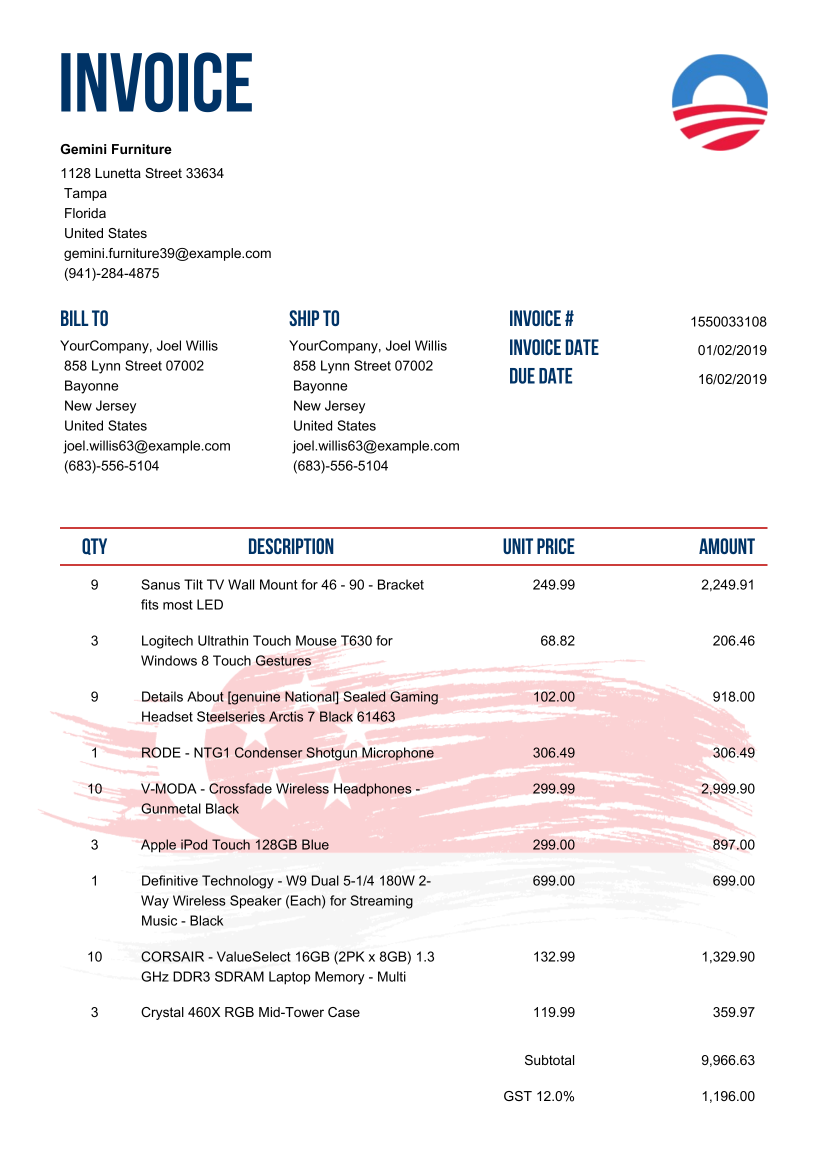 INVOICE
Gemini Furniture
1128 Lunetta Street 33634
Tampa
Florida
United States
gemini.furniture39@example.com
(941)-284-4875
BILL TO
YourCompany, Joel Willis
858 Lynn Street 07002
Bayonne
New Jersey
United States
joel.willis63@example.com
(683)-556-5104
SHIP TO
YourCompany, Joel Willis
858 Lynn Street 07002
Bayonne
New Jersey
United States
joel.willis63@example.com
(683)-556-5104
INVOICE # 1550033108
INVOICE DATE 01/02/2019
DUE DATE 16/02/2019
QTY DESCRIPTION UNIT PRICE AMOUNT
9 Sanus Tilt TV Wall Mount for 46 - 90 - Bracket 249.99 2,249.91
fits most LED
3 Logitech Ultrathin Touch Mouse T630 for 68.82 206.46
Windows 8 Touch Gestures
9 Details About [genuine National] Sealed Gaming 102.00 918.00
Headset Steelseries Arctis 7 Black 61463
1 RODE - NTG1 Condenser Shotgun Microphone 306.49 306.49
10 V-MODA - Crossfade Wireless Headphones - 299.99 2,999.90
Gunmetal Black
3 Apple iPod Touch 128GB Blue 299.00 897.00
1 Definitive Technology - W9 Dual 5-1/4 180W 2- 699.00 699.00
Way Wireless Speaker (Each) for Streaming
Music - Black
10 CORSAIR - ValueSelect 16GB (2PK x 8GB) 1.3 132.99 1,329.90
GHz DDR3 SDRAM Laptop Memory - Multi
3 Crystal 460X RGB Mid-Tower Case 119.99 359.97
Subtotal 9,966.63
GST 12.0% 1,196.00